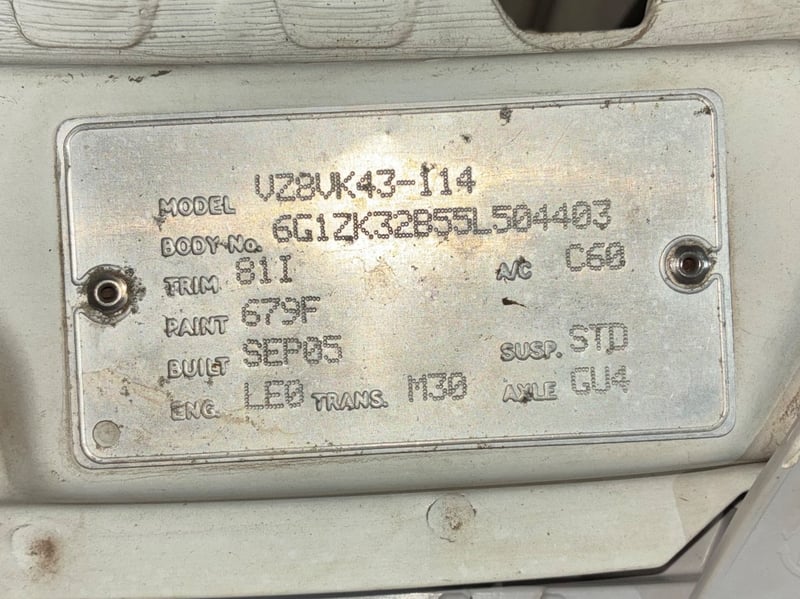 MODEL VZ8VK43-I14
BODY-No. 6G1ZK32B55L504403
TRIM 81I A/C C60
PAINT 679F
BUILT SEP05 SUSP. STD
ENG. LE0 TRANS. M30 AXLE GU4